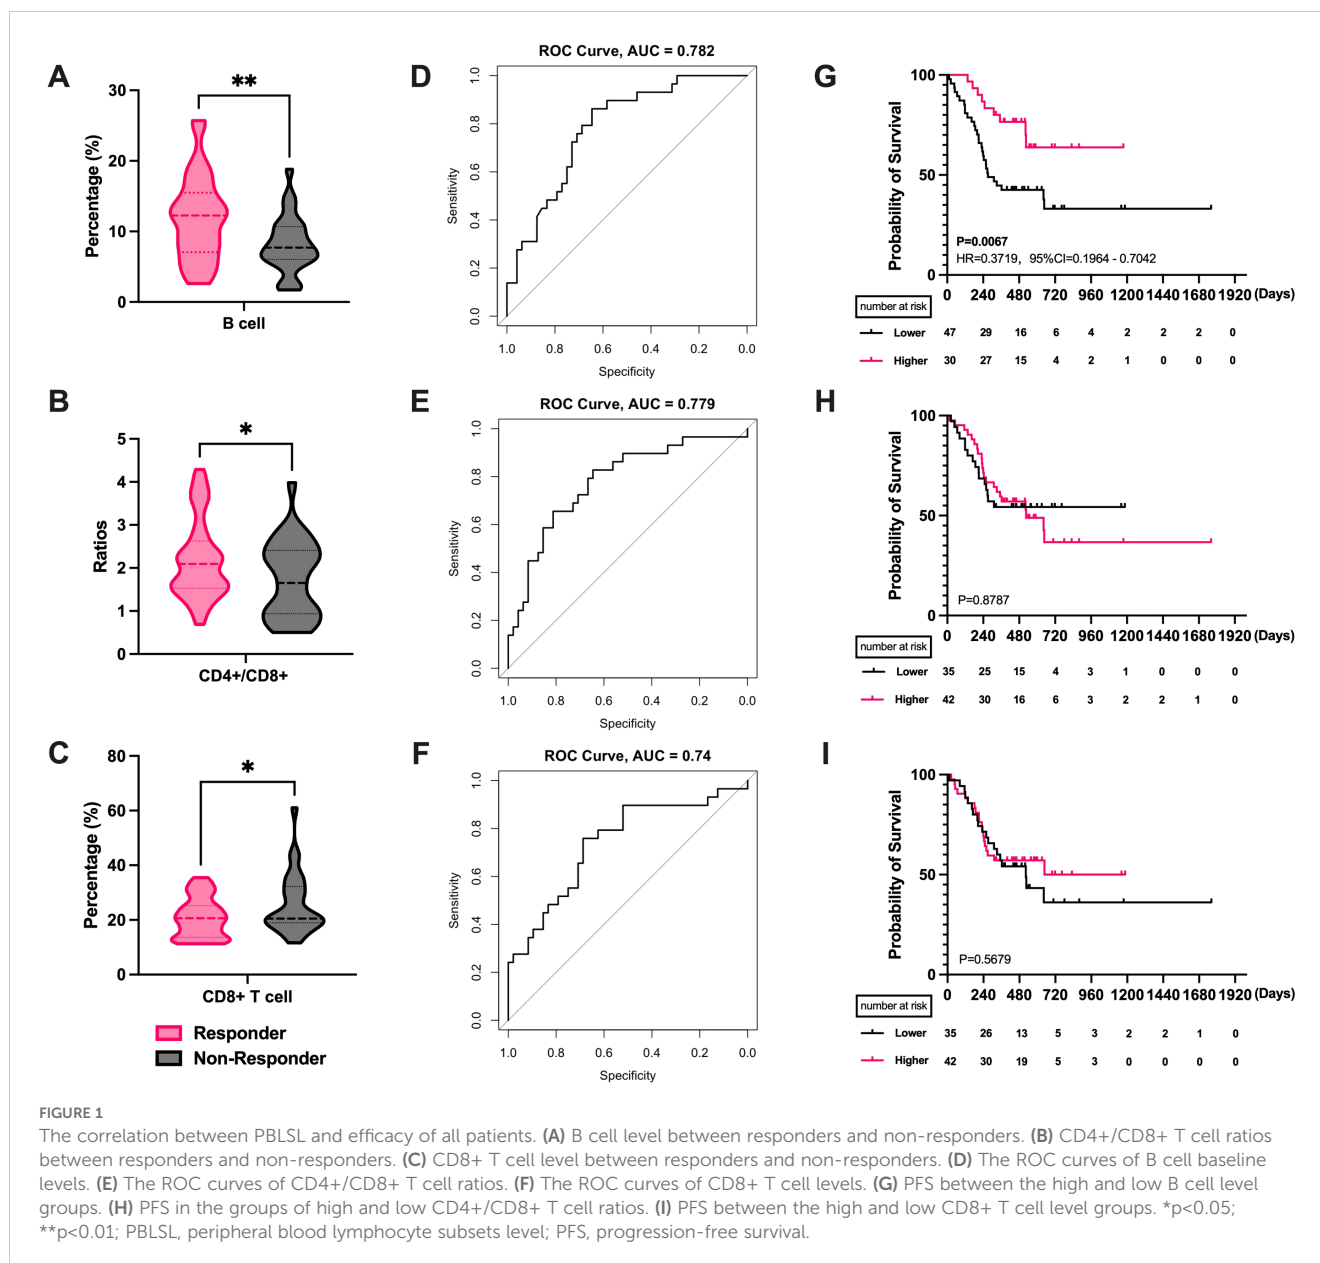 A
**
30
20
10
0
Percentage (%)
B cell
D
ROC Curve, AUC = 0.782
1.0
0.8
0.6
0.4
0.2
0.0
Sensitivity
1.0 0.8 0.6 0.4 0.2 0.0
Specificity
G
100
50
0
Probability of Survival
P=0.0067
HR=0.3719, 95%CI=0.1964 - 0.7042
0 240 480 720 960 1200 1440 1680 1920 (Days)
number at risk
Lower 47 29 16 6 4 2 2 2 0
Higher 30 27 15 4 2 1 0 0 0
B
*
5
4
3
2
1
0
Ratios
CD4+/CD8+
E
ROC Curve, AUC = 0.779
1.0
0.8
0.6
0.4
0.2
0.0
Sensitivity
1.0 0.8 0.6 0.4 0.2 0.0
Specificity
H
100
50
0
Probability of Survival
P=0.8787
0 240 480 720 960 1200 1440 1680 1920 (Days)
number at risk
Lower 35 25 15 4 3 1 0 0 0
Higher 42 30 16 6 3 2 2 1 0
C
*
80
60
40
20
0
Percentage (%)
CD8+ T cell
Responder
Non-Responder
F
ROC Curve, AUC = 0.74
1.0
0.8
0.6
0.4
0.2
0.0
Sensitivity
1.0 0.8 0.6 0.4 0.2 0.0
Specificity
I
100
50
0
Probability of Survival
P=0.5679
0 240 480 720 960 1200 1440 1680 1920 (Days)
number at risk
Lower 35 26 13 5 3 2 2 1 0
Higher 42 30 19 5 3 0 0 0 0
FIGURE 1
The correlation between PBLSL and efficacy of all patients. (A) B cell level between responders and non-responders. (B) CD4+/CD8+ T cell ratios
between responders and non-responders. (C) CD8+ T cell level between responders and non-responders. (D) The ROC curves of B cell baseline
levels. (E) The ROC curves of CD4+/CD8+ T cell ratios. (F) The ROC curves of CD8+ T cell levels. (G) PFS between the high and low B cell level
groups. (H) PFS in the groups of high and low CD4+/CD8+ T cell ratios. (I) PFS between the high and low CD8+ T cell level groups. *p<0.05;
**p<0.01; PBLSL, peripheral blood lymphocyte subsets level; PFS, progression-free survival.